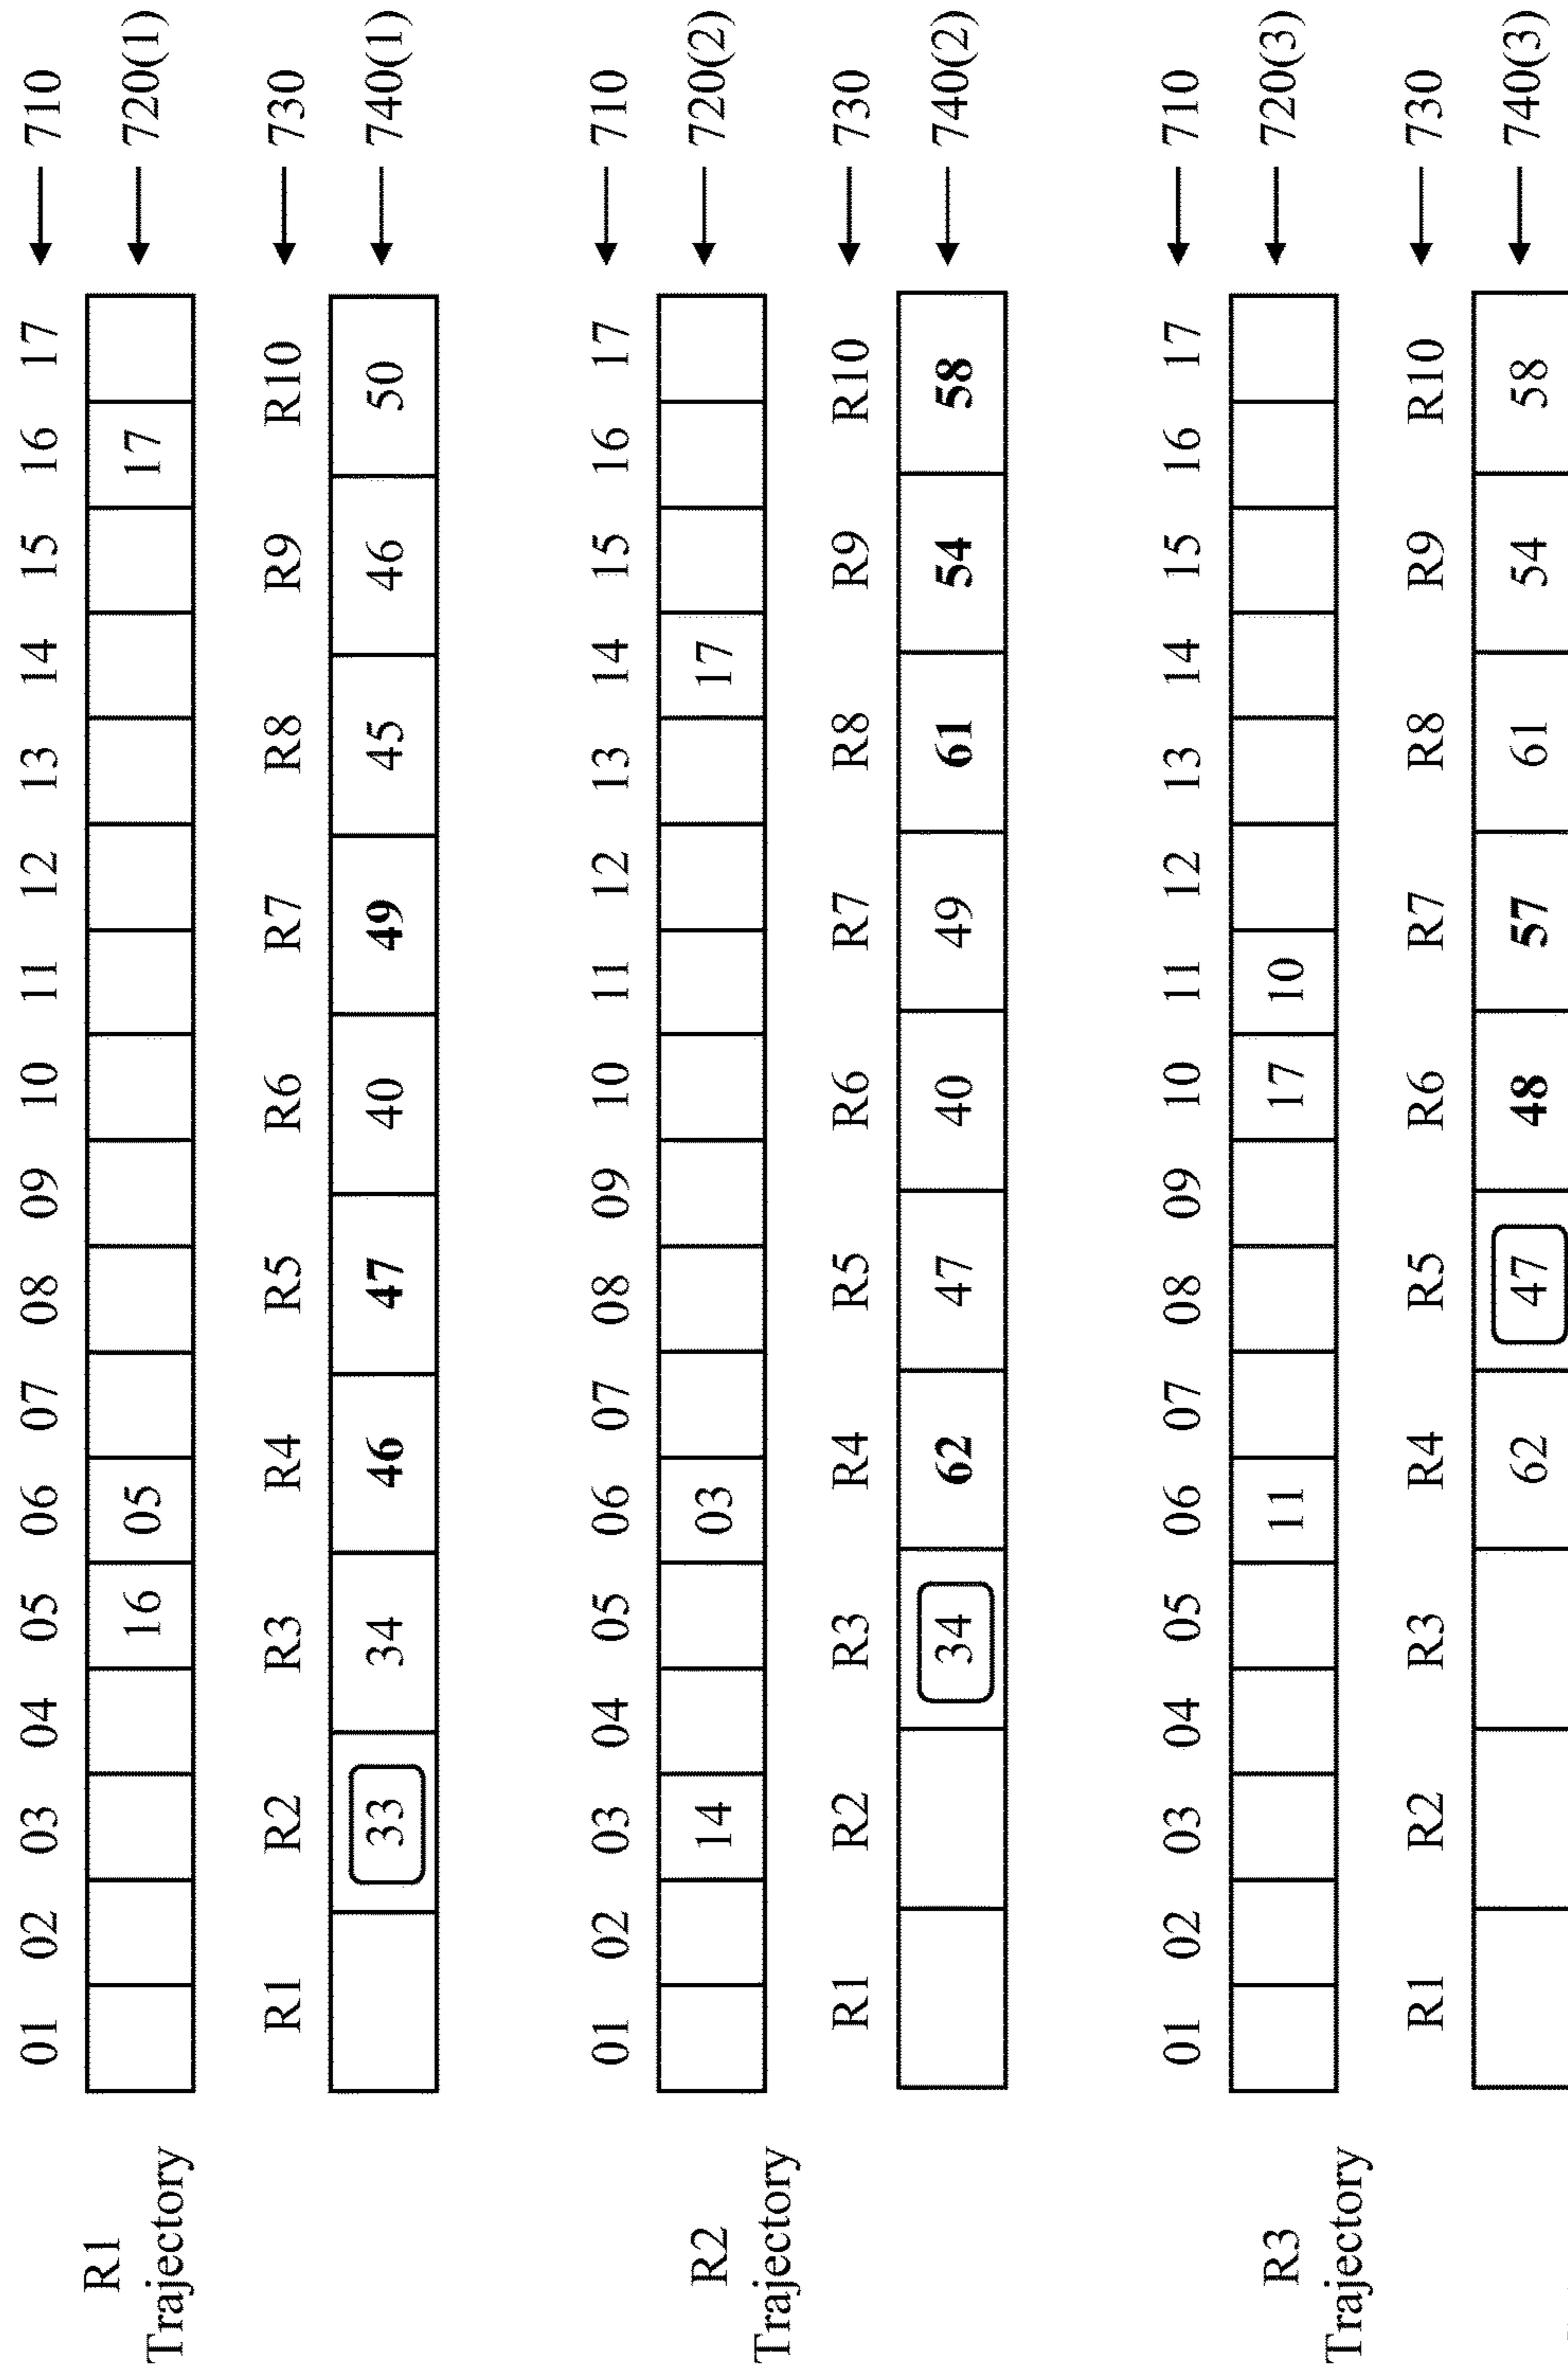 01 02 03 04 05 06 07 08 09 10 11 12 13 14 15 16 17 710
R1 Trajectory
16 05 17 720(1)
R1 R2 R3 R4 R5 R6 R7 R8 R9 R10 730
33 34 46 47 40 49 45 46 50 740(1)
01 02 03 04 05 06 07 08 09 10 11 12 13 14 15 16 17 710
R2 Trajectory
14 03 17 720(2)
R1 R2 R3 R4 R5 R6 R7 R8 R9 R10 730
34 62 47 40 49 61 54 58 740(2)
01 02 03 04 05 06 07 08 09 10 11 12 13 14 15 16 17 710
R3 Trajectory
11 17 10 720(3)
R1 R2 R3 R4 R5 R6 R7 R8 R9 R10 730
62 47 48 57 61 54 58 740(3)